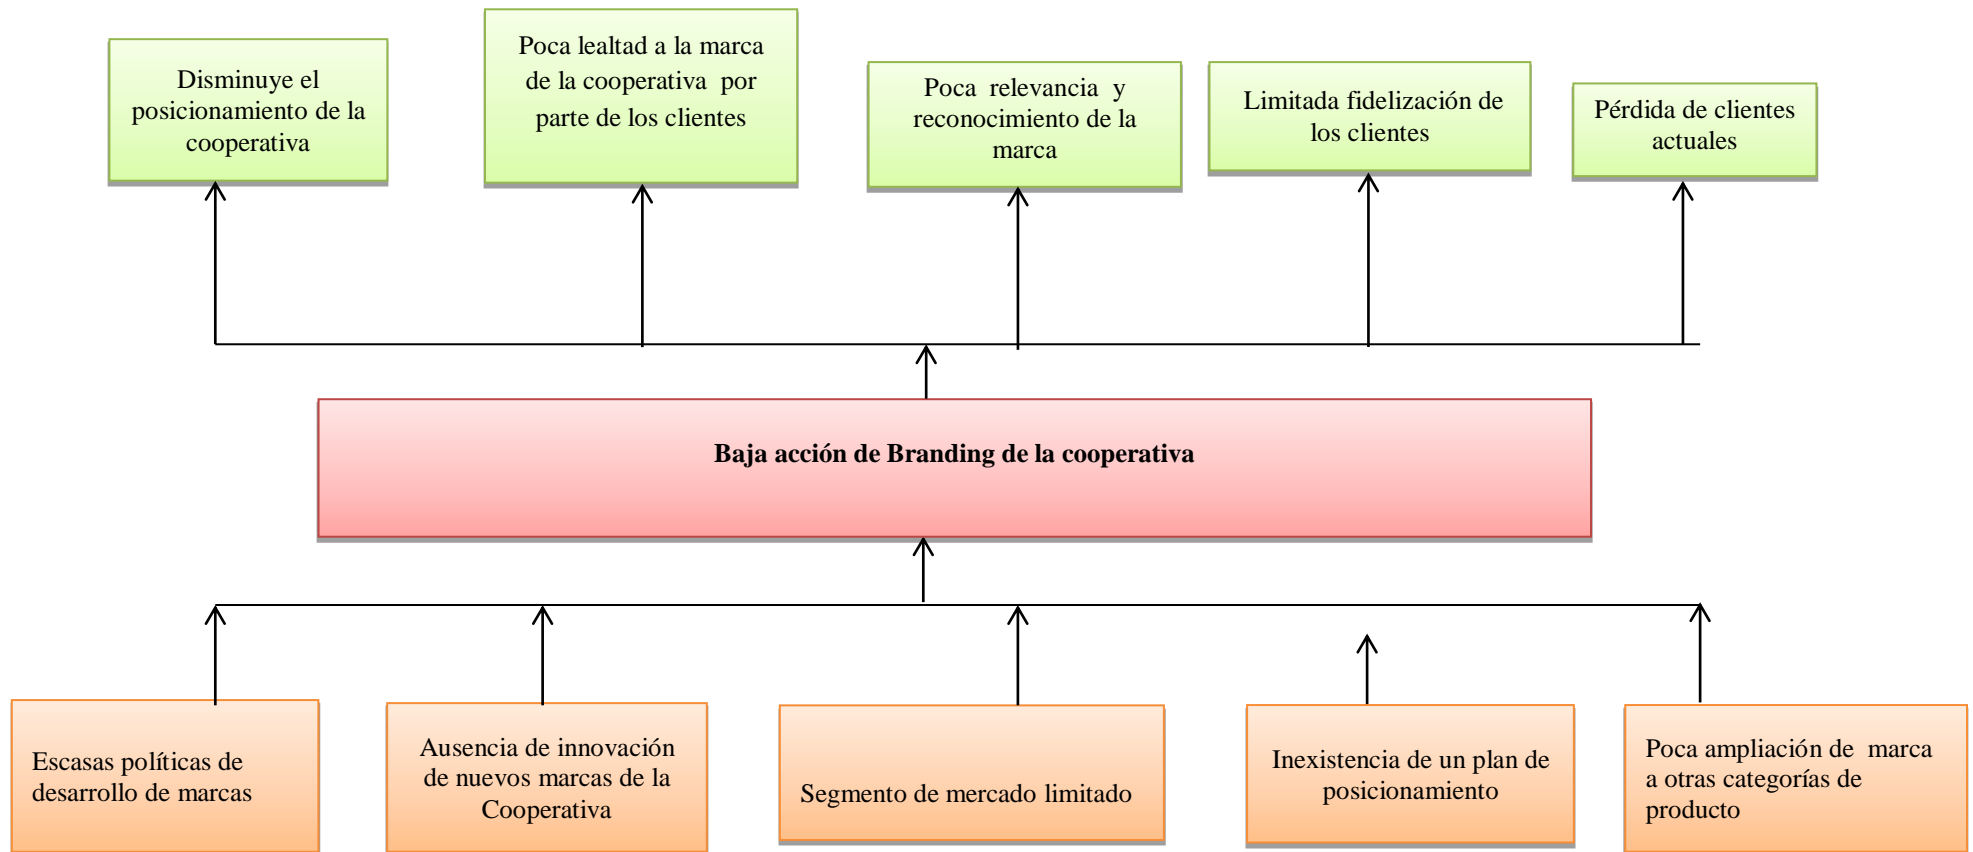 Disminuye el
posicionamiento de la
cooperativa
Poca lealtad a la marca
de la cooperativa por
parte de los clientes
Poca relevancia y
reconocimiento de la
marca
Limitada fidelización de
los clientes
Pérdida de clientes
actuales
Baja acción de Branding de la cooperativa
Escasas políticas de
desarrollo de marcas
Ausencia de innovación
de nuevos marcas de la
Cooperativa
Segmento de mercado limitado
Inexistencia de un plan de
posicionamiento
Poca ampliación de marca
a otras categorías de
producto